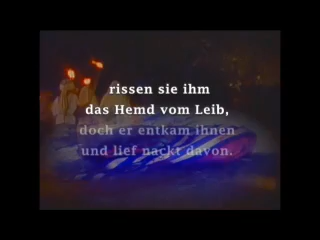 rissen sie ihm
das Hemd vom Leib,
doch er entkam ihnen
und lief nackt davon.